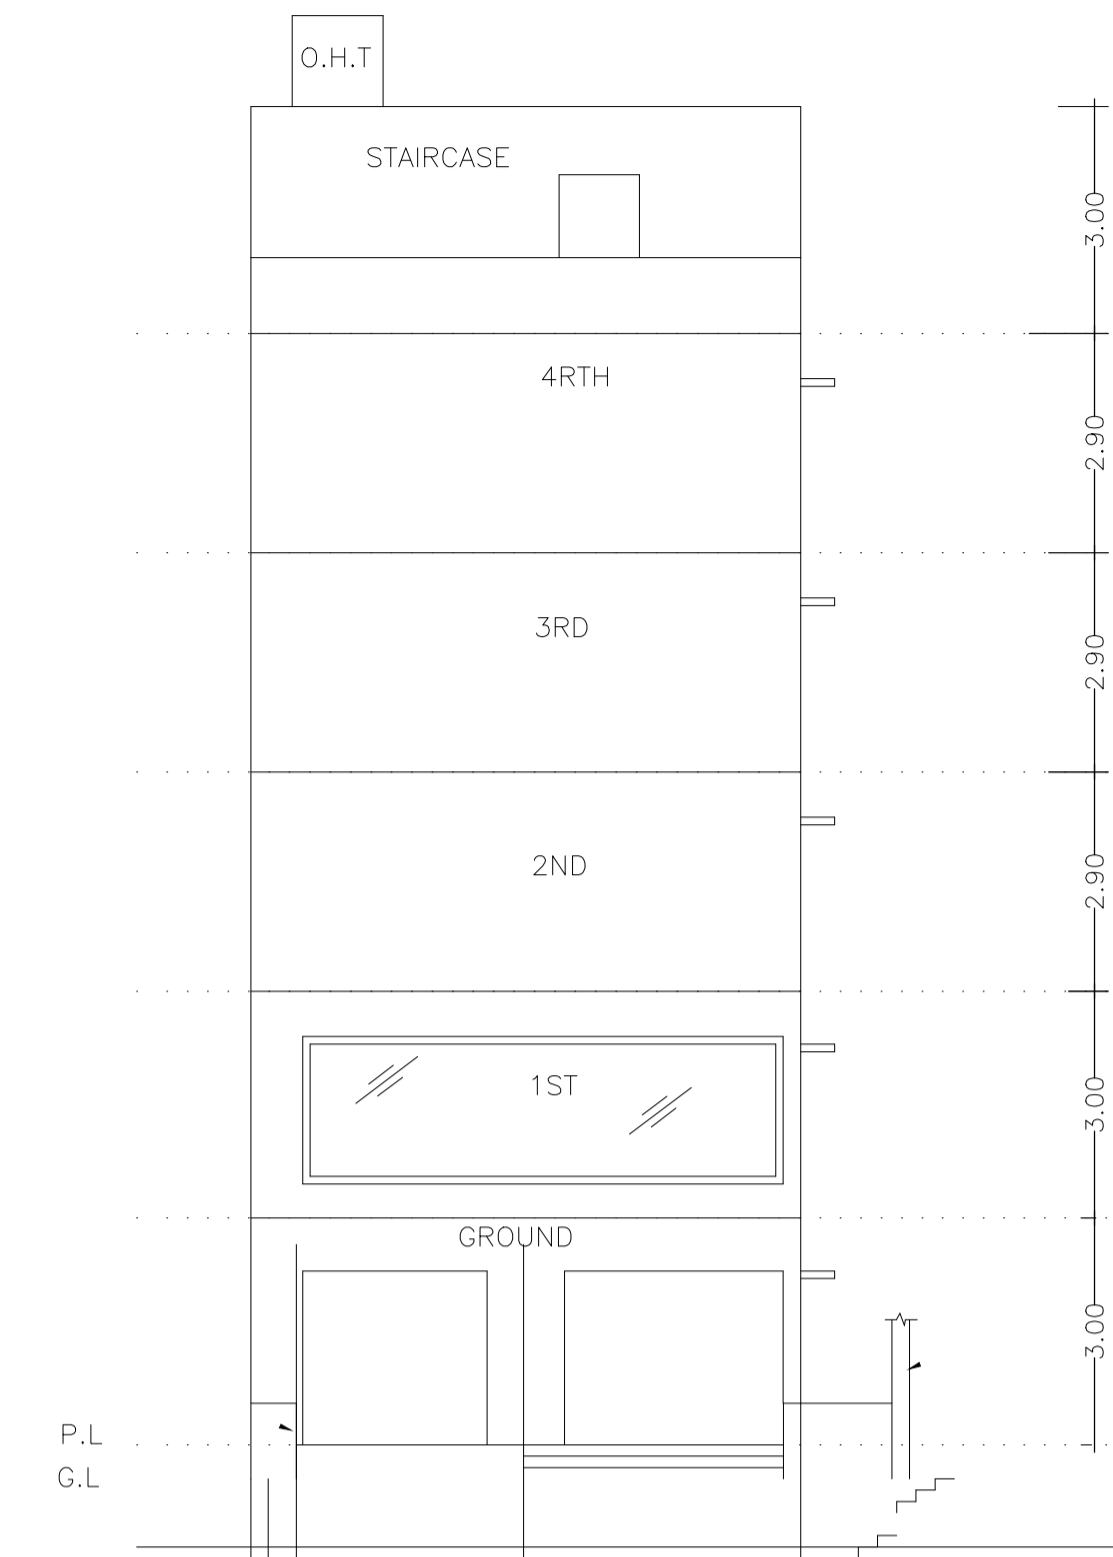 O.H.T
STAIRCASE
3.00
4RTH
2.90
3RD
2.90
2ND
2.90
1ST
3.00
GROUND
3.00
P.L
G.L